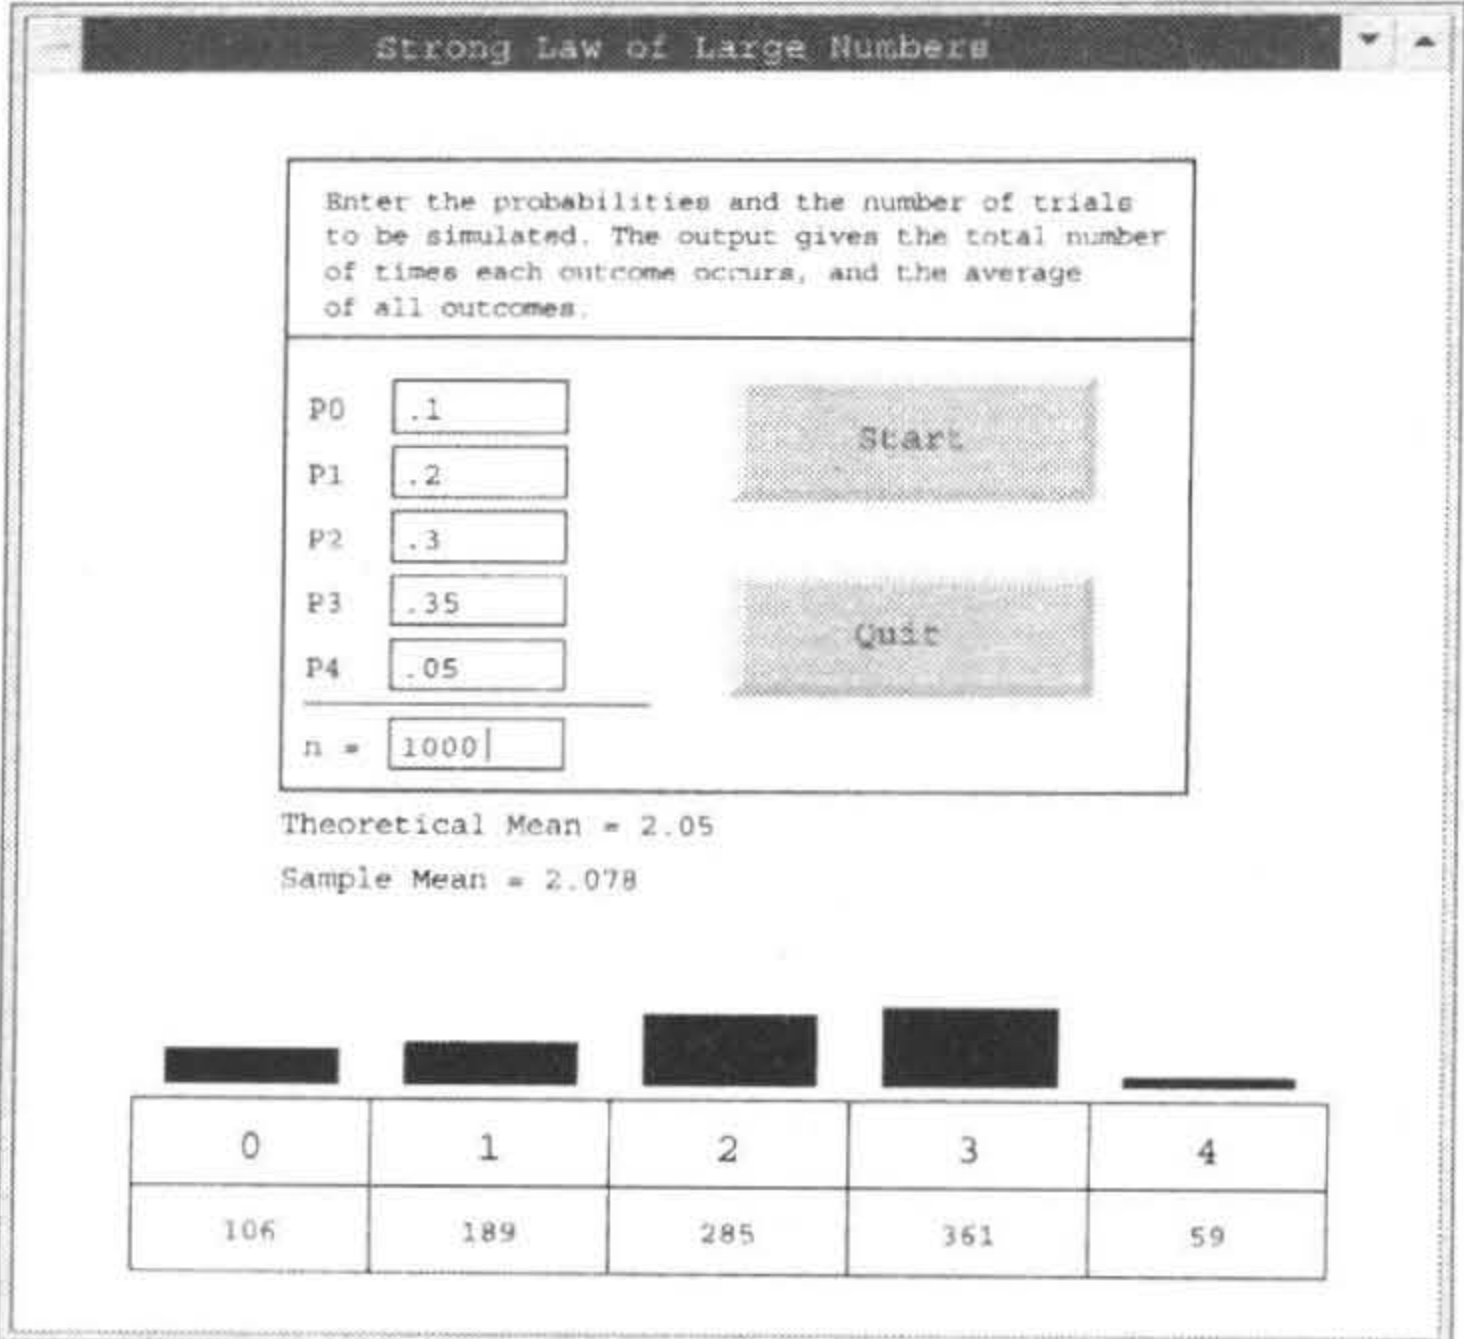 Strong Law of Large Numbers
Enter the probabilities and the number of trials
to be simulated. The output gives the total number
of times each outcome occurs, and the average
of all outcomes.
P0 .1
P1 .2
P2 .3
P3 .35
P4 .05
n = 1000
Start
Quit
Theoretical Mean = 2.05
Sample Mean = 2.078
0 1 2 3 4
106 189 285 361 59